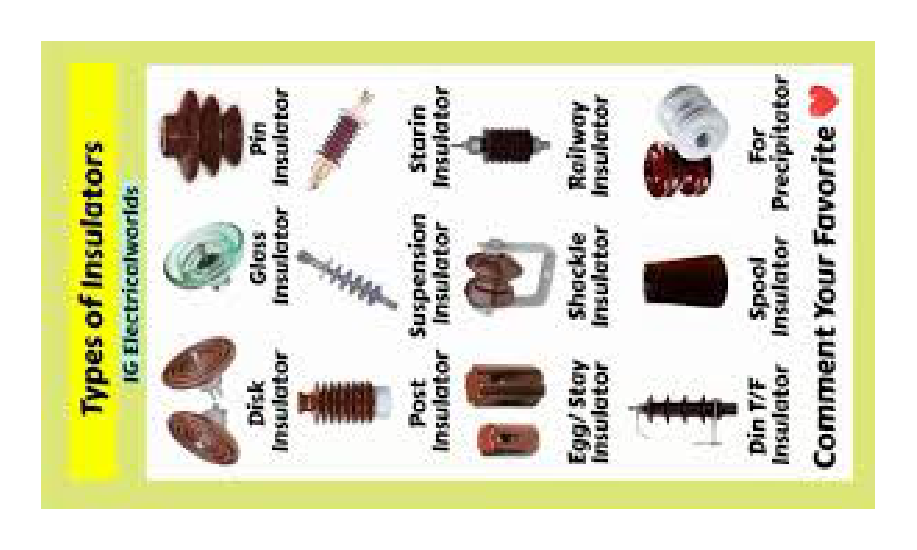 Types of Insulators
IG Electricalworlds
Disk
Insulator
Glass
Insulator
Pin
Insulator
Post
Insulator
Suspension
Insulator
Starin
Insulator
Egg/ Stay
Insulator
Shackle
Insulator
Railway
Insulator
Din T/F
Insulator
Spool
Insulator
For
Precipitator
Comment Your Favorite ❤